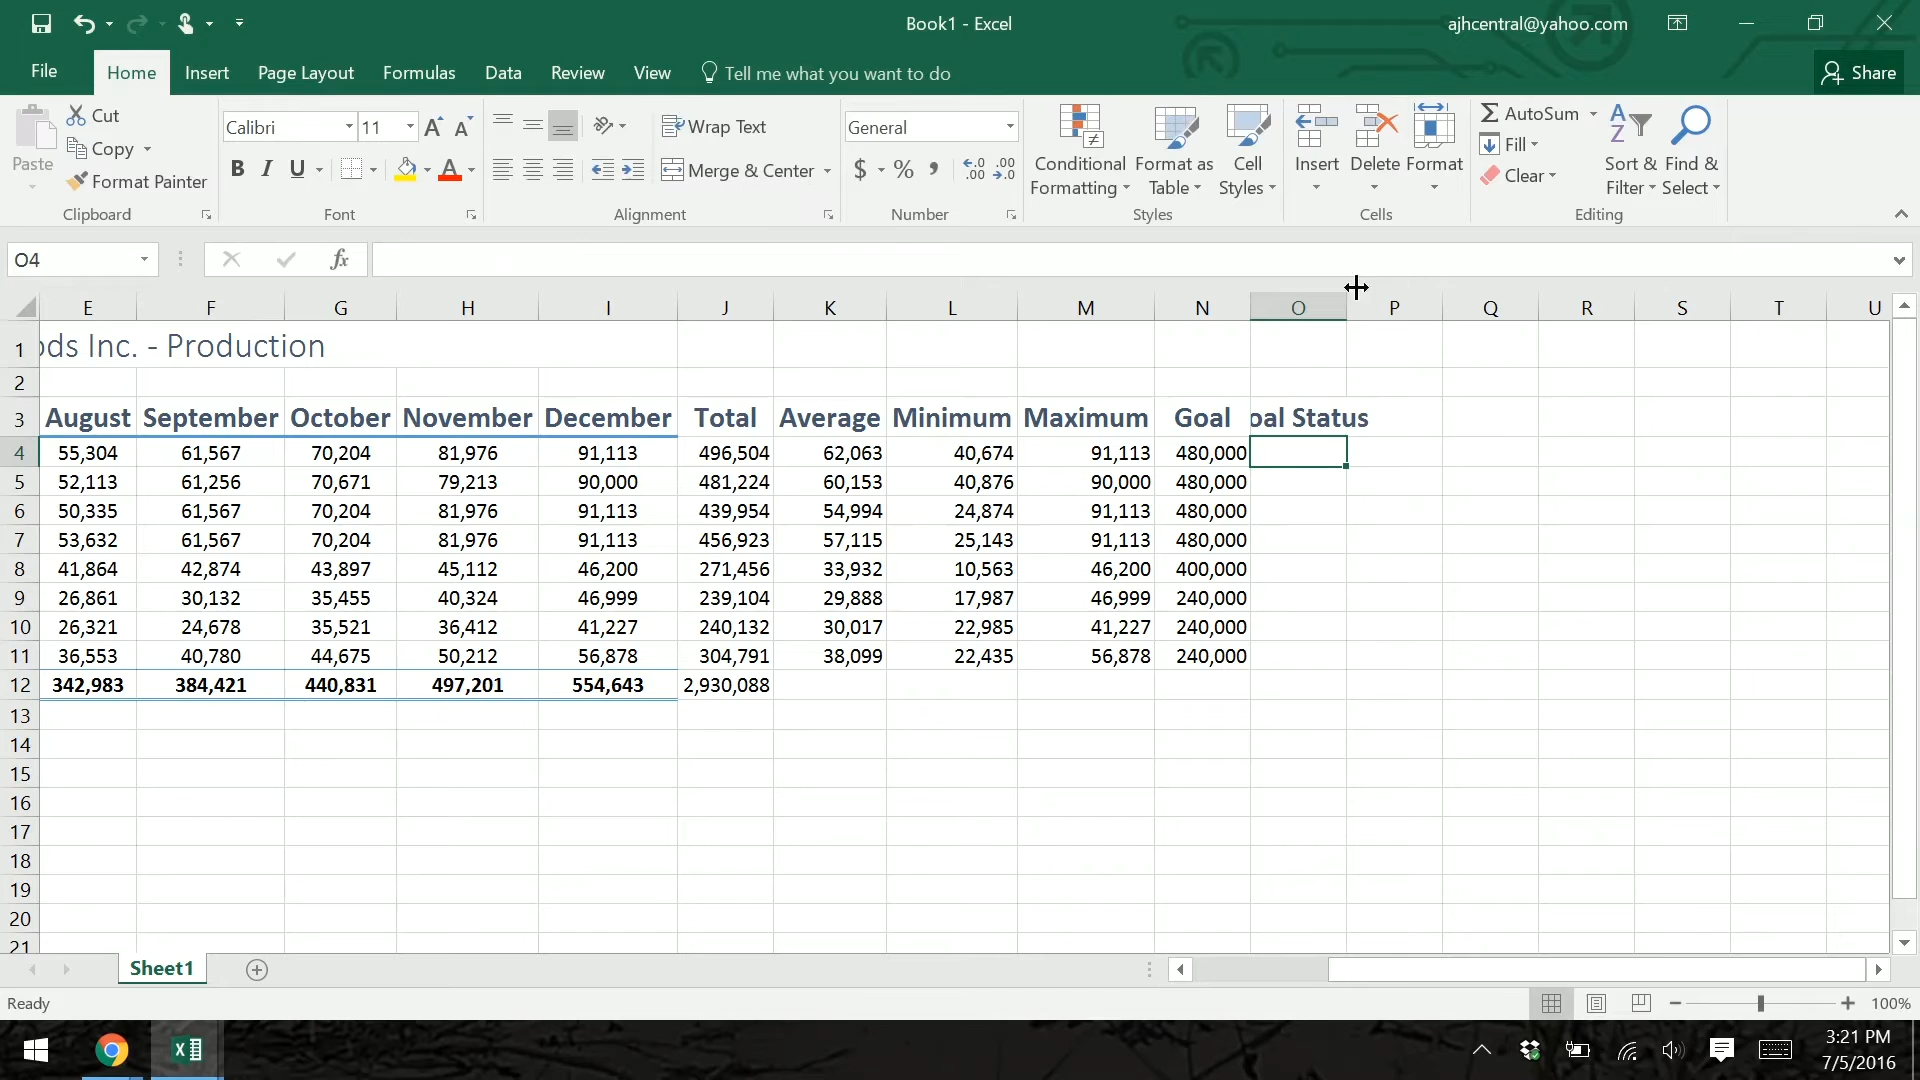 Book1 - Excel
ajhcentral@yahoo.com
File Home Insert Page Layout Formulas Data Review View Tell me what you want to do Share
Paste
Cut
Copy
Format Painter
Clipboard
Calibri 11
B I U
Font
Wrap Text
Merge & Center
Alignment
General
$ % ,
Number
Conditional Formatting
Format as Table
Cell Styles
Styles
Insert Delete Format
Cells
AutoSum
Fill
Clear
Sort & Filter
Find & Select
Editing
O4 fx
E F G H I J K L M N O P Q R S T U
1 ods Inc. - Production
2
3 August September October November December Total Average Minimum Maximum Goal oal Status
4 55,304 61,567 70,204 81,976 91,113 496,504 62,063 40,674 91,113 480,000
5 52,113 61,256 70,671 79,213 90,000 481,224 60,153 40,876 90,000 480,000
6 50,335 61,567 70,204 81,976 91,113 439,954 54,994 24,874 91,113 480,000
7 53,632 61,567 70,204 81,976 91,113 456,923 57,115 25,143 91,113 480,000
8 41,864 42,874 43,897 45,112 46,200 271,456 33,932 10,563 46,200 400,000
9 26,861 30,132 35,455 40,324 46,999 239,104 29,888 17,987 46,999 240,000
10 26,321 24,678 35,521 36,412 41,227 240,132 30,017 22,985 41,227 240,000
11 36,553 40,780 44,675 50,212 56,878 304,791 38,099 22,435 56,878 240,000
12 342,983 384,421 440,831 497,201 554,643 2,930,088
13
14
15
16
17
18
19
20
21
Sheet1
Ready
100%
3:21 PM
7/5/2016